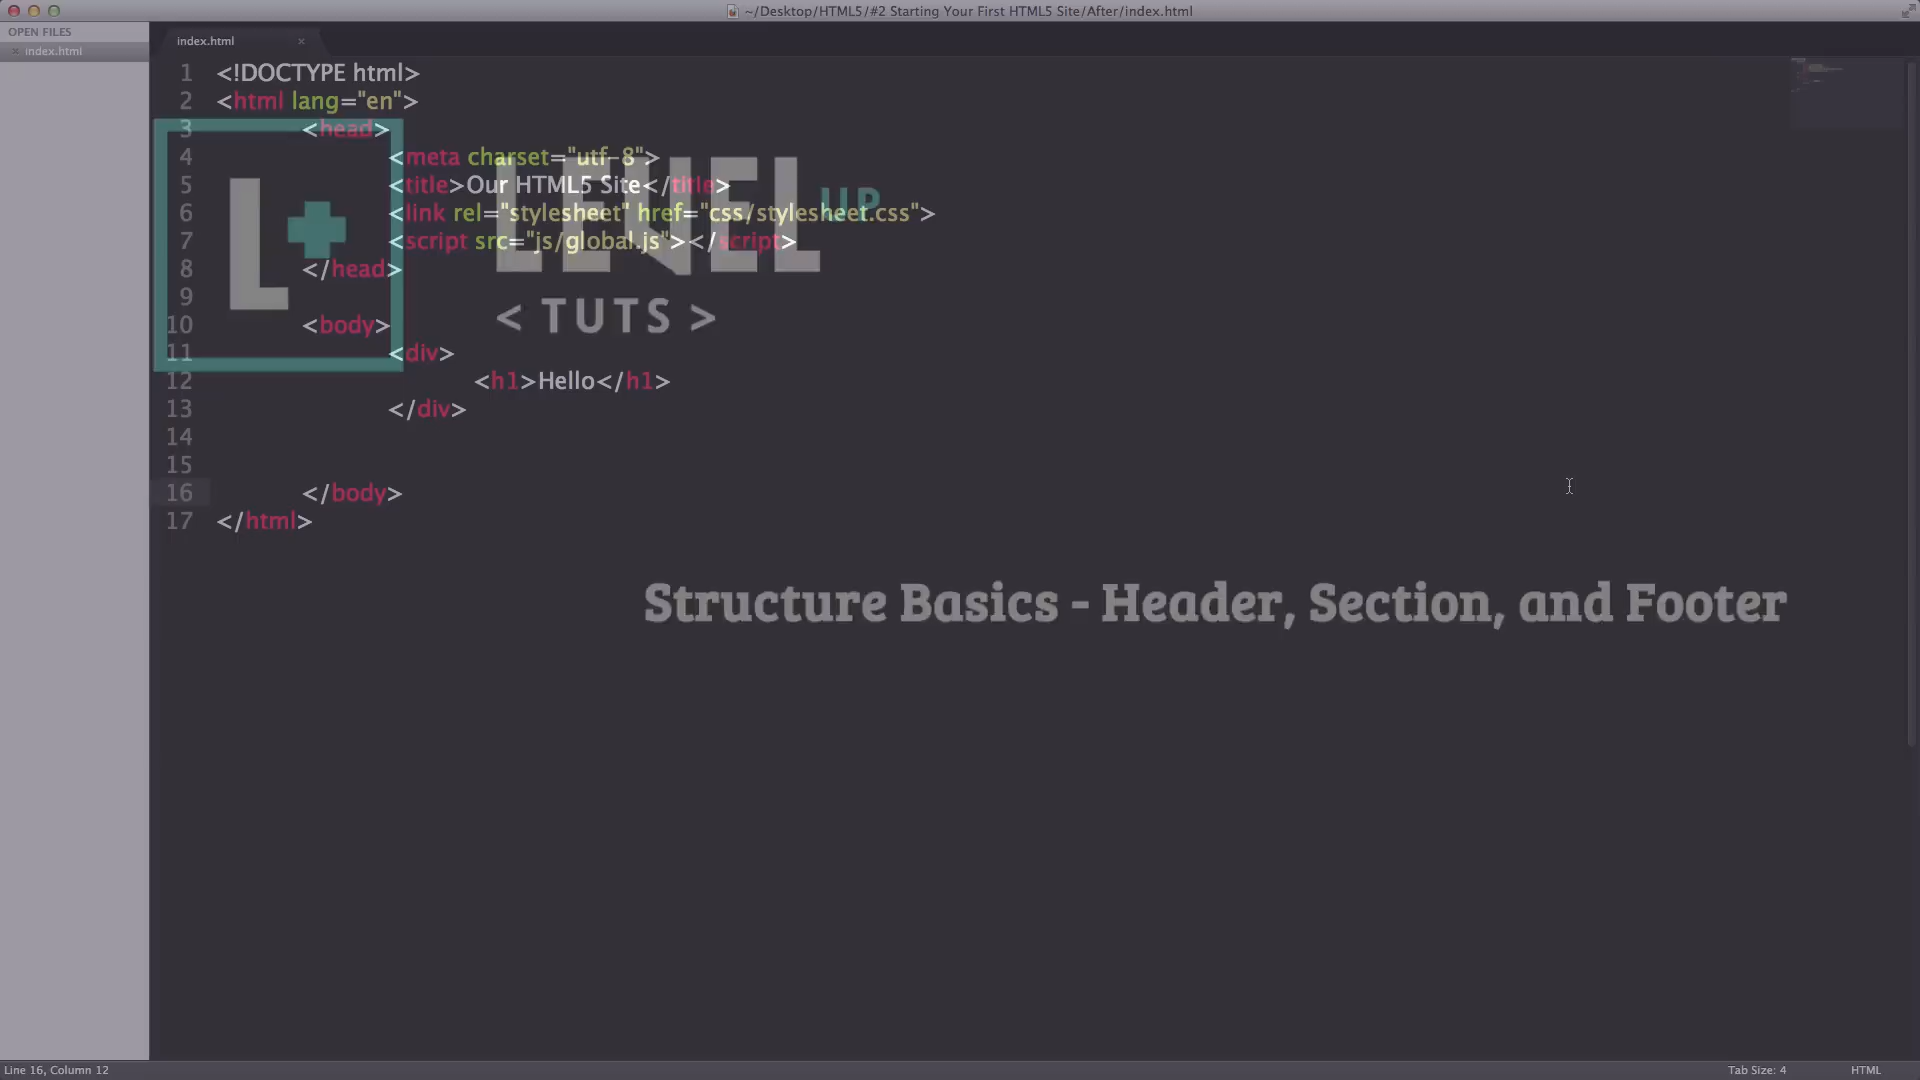 ~/Desktop/HTML5/#2 Starting Your First HTML5 Site/After/index.html
OPEN FILES
index.html
index.html
1 <!DOCTYPE html>
2 <html lang="en">
3 <head>
4 <meta charset="utf-8">
5 <title>Our HTML5 Site</title>
6 <link rel="stylesheet" href="css/stylesheet.css">
7 <script src="js/global.js"></script>
8 </head>
9
10 <body>
11 <div>
12 <h1>Hello</h1>
13 </div>
14
15
16 </body>
17 </html>
L+
LEVEL UP
< TUTS >
Structure Basics - Header, Section, and Footer
Line 16, Column 12
Tab Size: 4
HTML